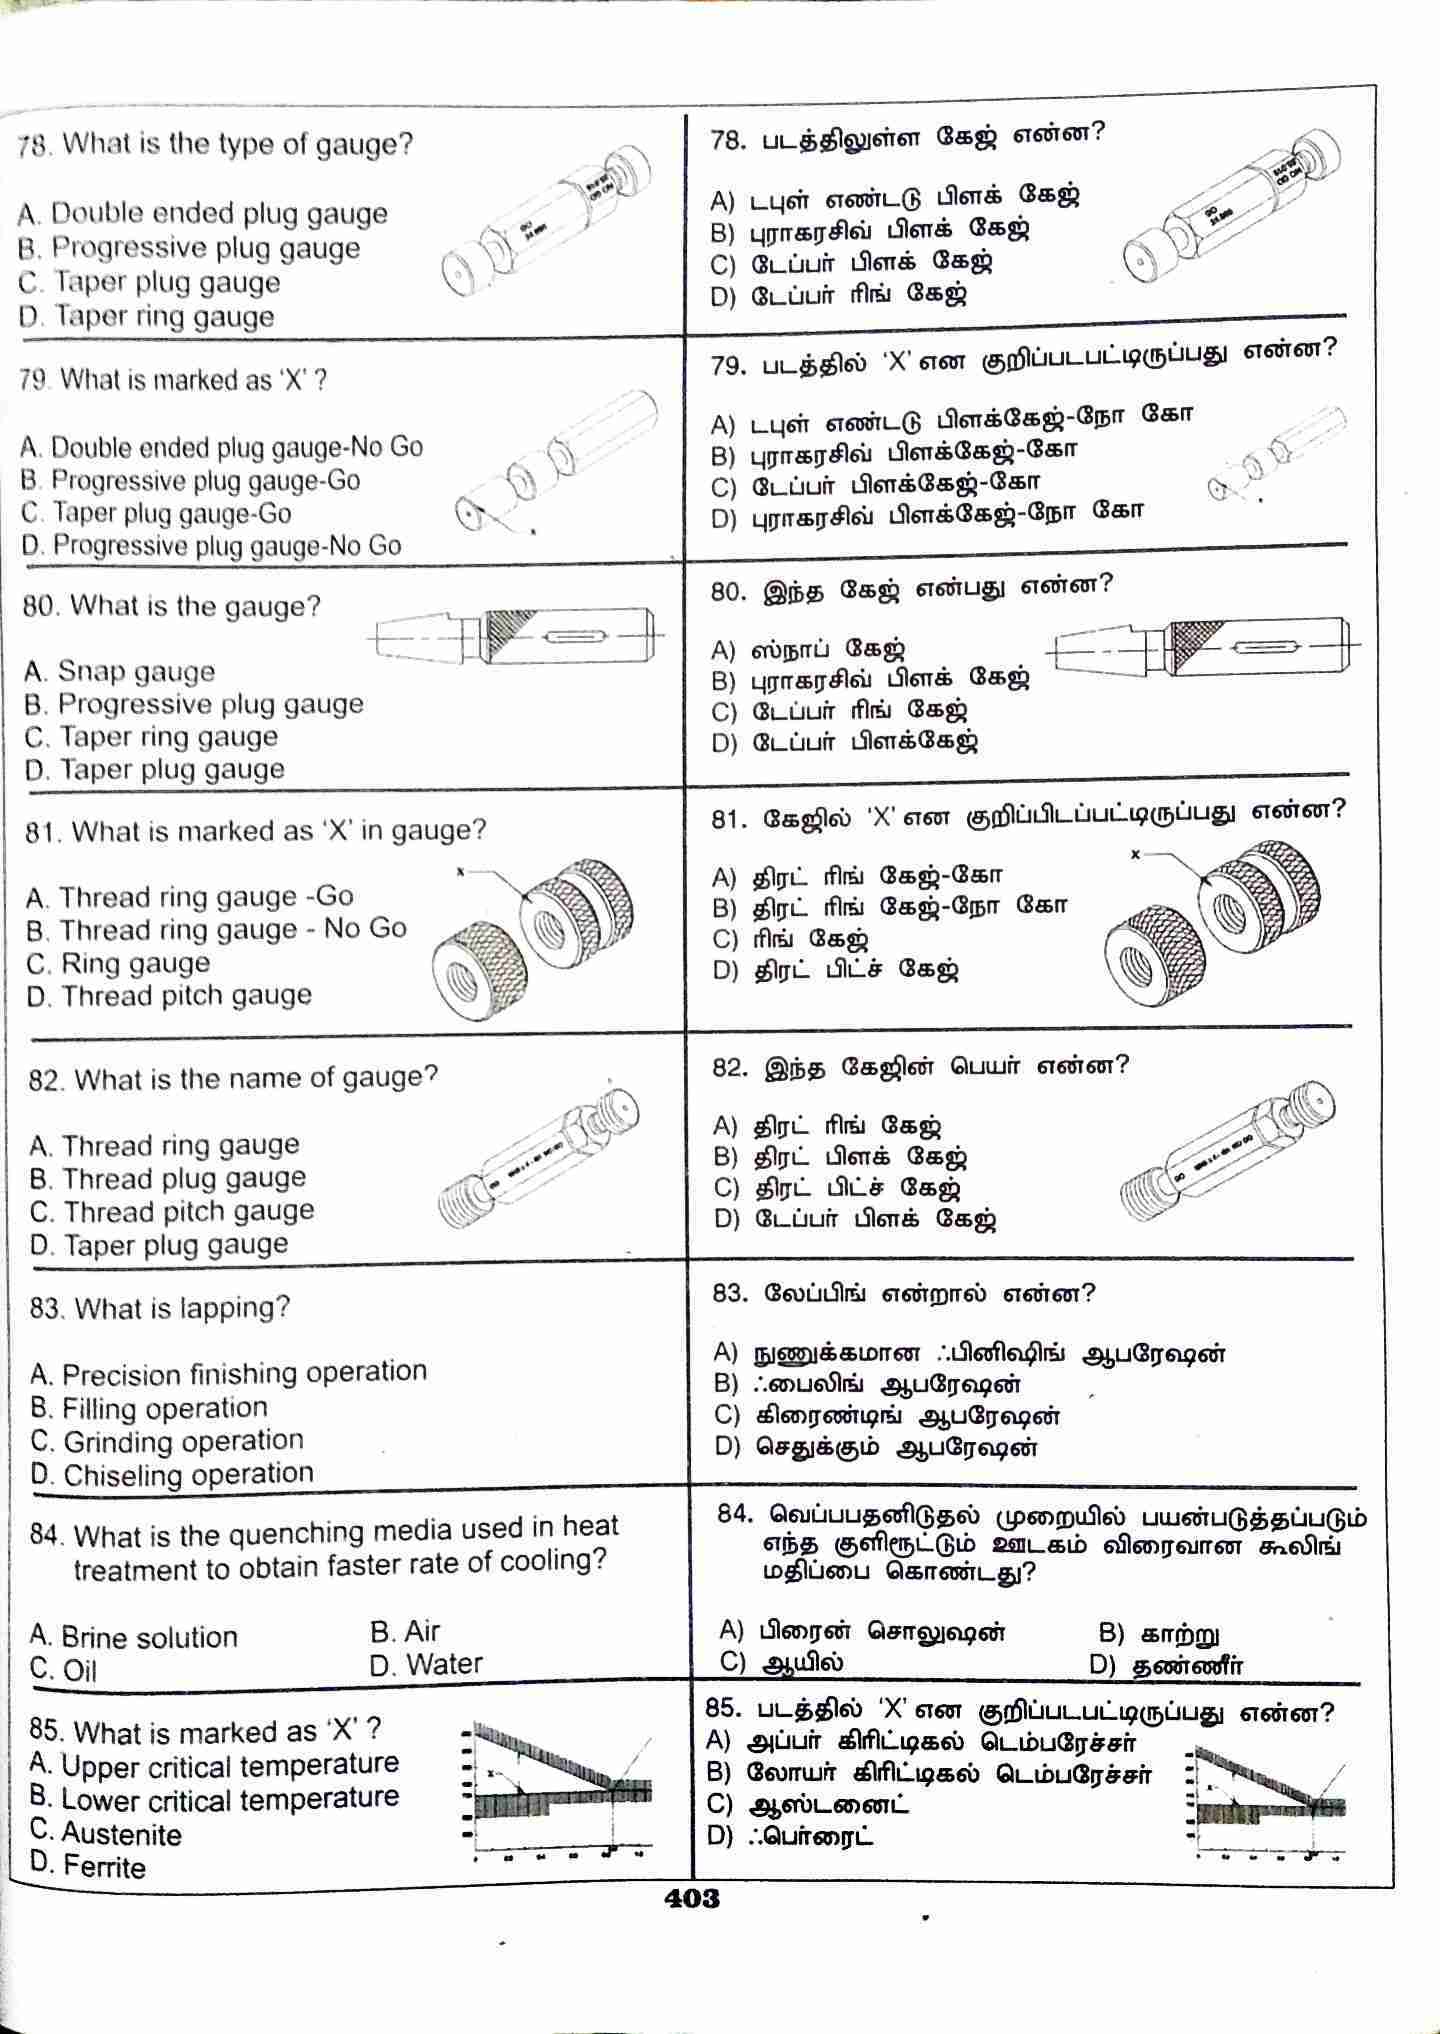 78. What is the type of gauge?
A. Double ended plug gauge
B. Progressive plug gauge
C. Taper plug gauge
D. Taper ring gauge
79. What is marked as ‘X’ ?
A. Double ended plug gauge-No Go
B. Progressive plug gauge-Go
C. Taper plug gauge-Go
D. Progressive plug gauge-No Go
80. What is the gauge?
A. Snap gauge
B. Progressive plug gauge
C. Taper ring gauge
D. Taper plug gauge
81. What is marked as ‘X’ in gauge?
X
A. Thread ring gauge -Go
B. Thread ring gauge - No Go
C. Ring gauge
D. Thread pitch gauge
82. What is the name of gauge?
A. Thread ring gauge
B. Thread plug gauge
C. Thread pitch gauge
D. Taper plug gauge
83. What is lapping?
A. Precision finishing operation
B. Filling operation
C. Grinding operation
D. Chiseling operation
84. What is the quenching media used in heat
treatment to obtain faster rate of cooling?
A. Brine solution B. Air
C. Oil D. Water
85. What is marked as ‘X’ ?
A. Upper critical temperature
B. Lower critical temperature
C. Austenite
D. Ferrite
X
78. படத்திலுள்ள கேஜ் என்ன?
A) டபுள் எண்டடு பிளக் கேஜ்
B) புராகரசிவ் பிளக் கேஜ்
C) டேப்பர் பிளக் கேஜ்
D) டேப்பர் ரிங் கேஜ்
GO
79. படத்தில் ‘X’ என குறிப்படபட்டிருப்பது என்ன?
A) டபுள் எண்டடு பிளக்கேஜ்-நோ கோ
B) புராகரசிவ் பிளக்கேஜ்-கோ
C) டேப்பர் பிளக்கேஜ்-கோ
D) புராகரசிவ் பிளக்கேஜ்-நோ கோ
80. இந்த கேஜ் என்பது என்ன?
A) ஸ்நாப் கேஜ்
B) புராகரசிவ் பிளக் கேஜ்
C) டேப்பர் ரிங் கேஜ்
D) டேப்பர் பிளக்கேஜ்
81. கேஜில் ‘X’ என குறிப்பிடப்பட்டிருப்பது என்ன?
X
A) திரட் ரிங் கேஜ்-கோ
B) திரட் ரிங் கேஜ்-நோ கோ
C) ரிங் கேஜ்
D) திரட் பிட்ச் கேஜ்
82. இந்த கேஜின் பெயர் என்ன?
A) திரட் ரிங் கேஜ்
B) திரட் பிளக் கேஜ்
C) திரட் பிட்ச் கேஜ்
D) டேப்பர் பிளக் கேஜ்
83. லேப்பிங் என்றால் என்ன?
A) நுணுக்கமான ஃபினிஷிங் ஆபரேஷன்
B) ஃபைலிங் ஆபரேஷன்
C) கிரைண்டிங் ஆபரேஷன்
D) செதுக்கும் ஆபரேஷன்
84. வெப்பபதனிடுதல் முறையில் பயன்படுத்தப்படும்
எந்த குளிரூட்டும் ஊடகம் விரைவான கூலிங்
மதிப்பை கொண்டது?
A) பிரைன் சொலுஷன் B) காற்று
C) ஆயில் D) தண்ணீர்
85. படத்தில் ‘X’ என குறிப்படபட்டிருப்பது என்ன?
A) அப்பர் கிரிட்டிகல் டெம்பரேச்சர்
B) லோயர் கிரிட்டிகல் டெம்பரேச்சர்
C) ஆஸ்டனைட்
D) ஃபெர்ரைட்
X
403